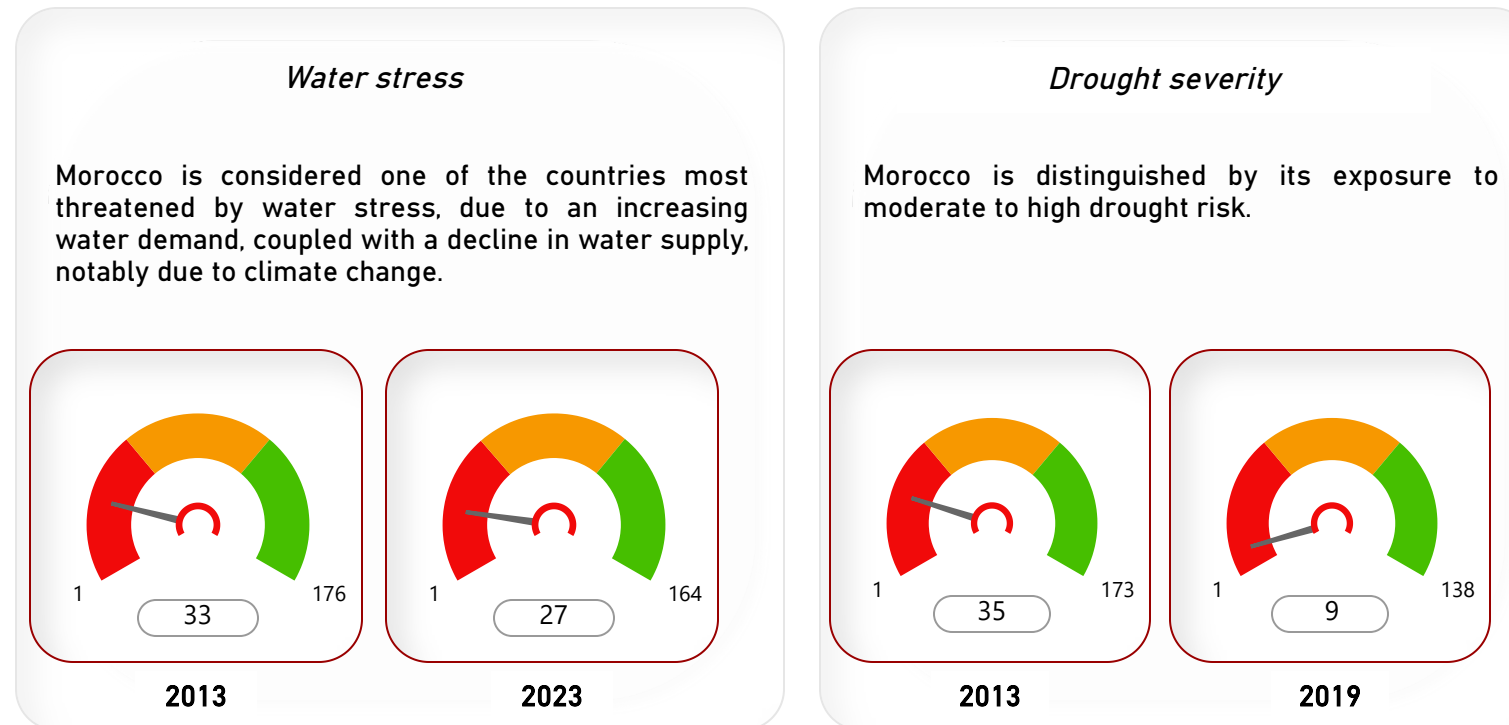 Water stress
Morocco is considered one of the countries most
threatened by water stress, due to an increasing
water demand, coupled with a decline in water supply,
notably due to climate change.
1
176
33
2013
1
164
27
2023
Drought severity
Morocco is distinguished by its exposure to
moderate to high drought risk.
1
173
35
2013
1
138
9
2019